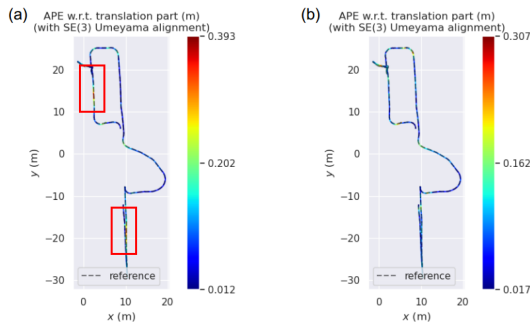 (a)
APE w.r.t. translation part (m)
(with SE(3) Umeyama alignment)
0.393
0.202
0.012
20
10
0
−10
−20
−30
y (m)
0
10
20
x (m)
reference
(b)
APE w.r.t. translation part (m)
(with SE(3) Umeyama alignment)
0.307
0.162
0.017
20
10
0
−10
−20
−30
y (m)
0
10
20
x (m)
reference